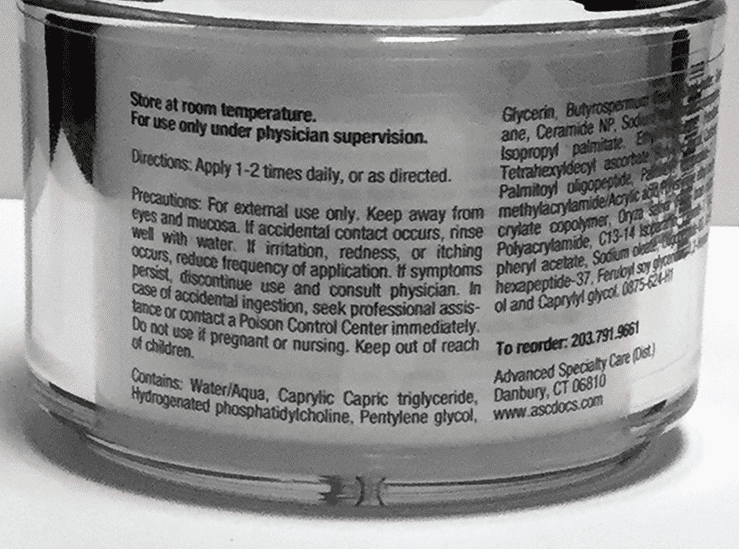 Store at room temperature.
For use only under physician supervision.
Directions: Apply 1-2 times daily, or as directed.
Precautions: For external use only. Keep away from
eyes and mucosa. If accidental contact occurs, rinse
well with water. If irritation, redness, or itching
occurs, reduce frequency of application. If symptoms
persist, discontinue use and consult physician. In
case of accidental ingestion, seek professional assis-
tance or contact a Poison Control Center immediately.
Do not use if pregnant or nursing. Keep out of reach
of children.
Contains: Water/Aqua, Caprylic Capric triglyceride,
Hydrogenated phosphatidylcholine, Pentylene glycol,
Glycerin, Butyrospermum
ane, Ceramide NP,
Isopropyl palmitate,
Tetrahexyldecyl ascorbate
Palmitoyl oligopeptide,
methylacrylamide/Acrylic acid,
crylate copolymer, Oryza
Polyacrylamide, C13-14
pheryl acetate, Sodium oleate,
hexapeptide-37, Feruloyl soy
ol and Caprylyl glycol. 0875-624-H1
To reorder: 203.791.9661
Advanced Specialty Care (Dist.)
Danbury, CT 06810
www.ascdocs.com